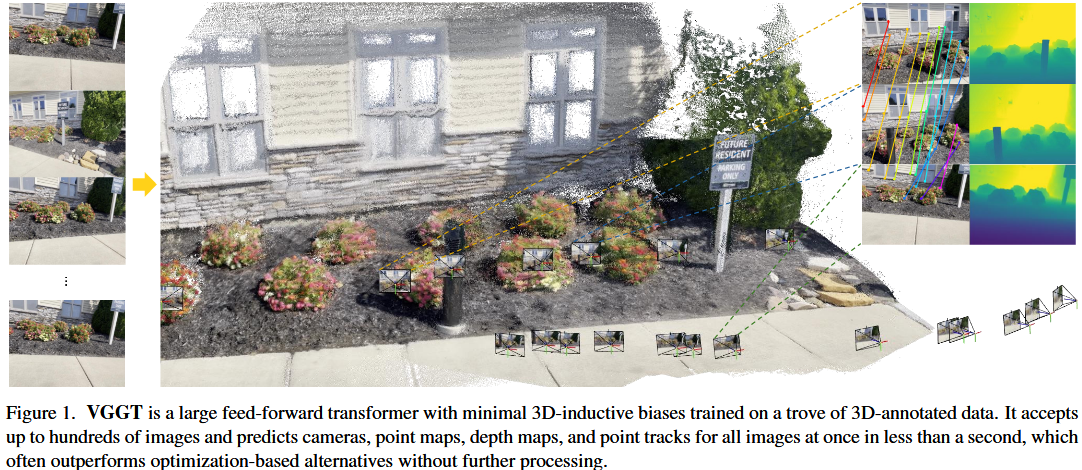 FUTURE
RESIDENT
PARKING
ONLY
Figure 1. VGGT is a large feed-forward transformer with minimal 3D-inductive biases trained on a trove of 3D-annotated data. It accepts
up to hundreds of images and predicts cameras, point maps, depth maps, and point tracks for all images at once in less than a second, which
often outperforms optimization-based alternatives without further processing.